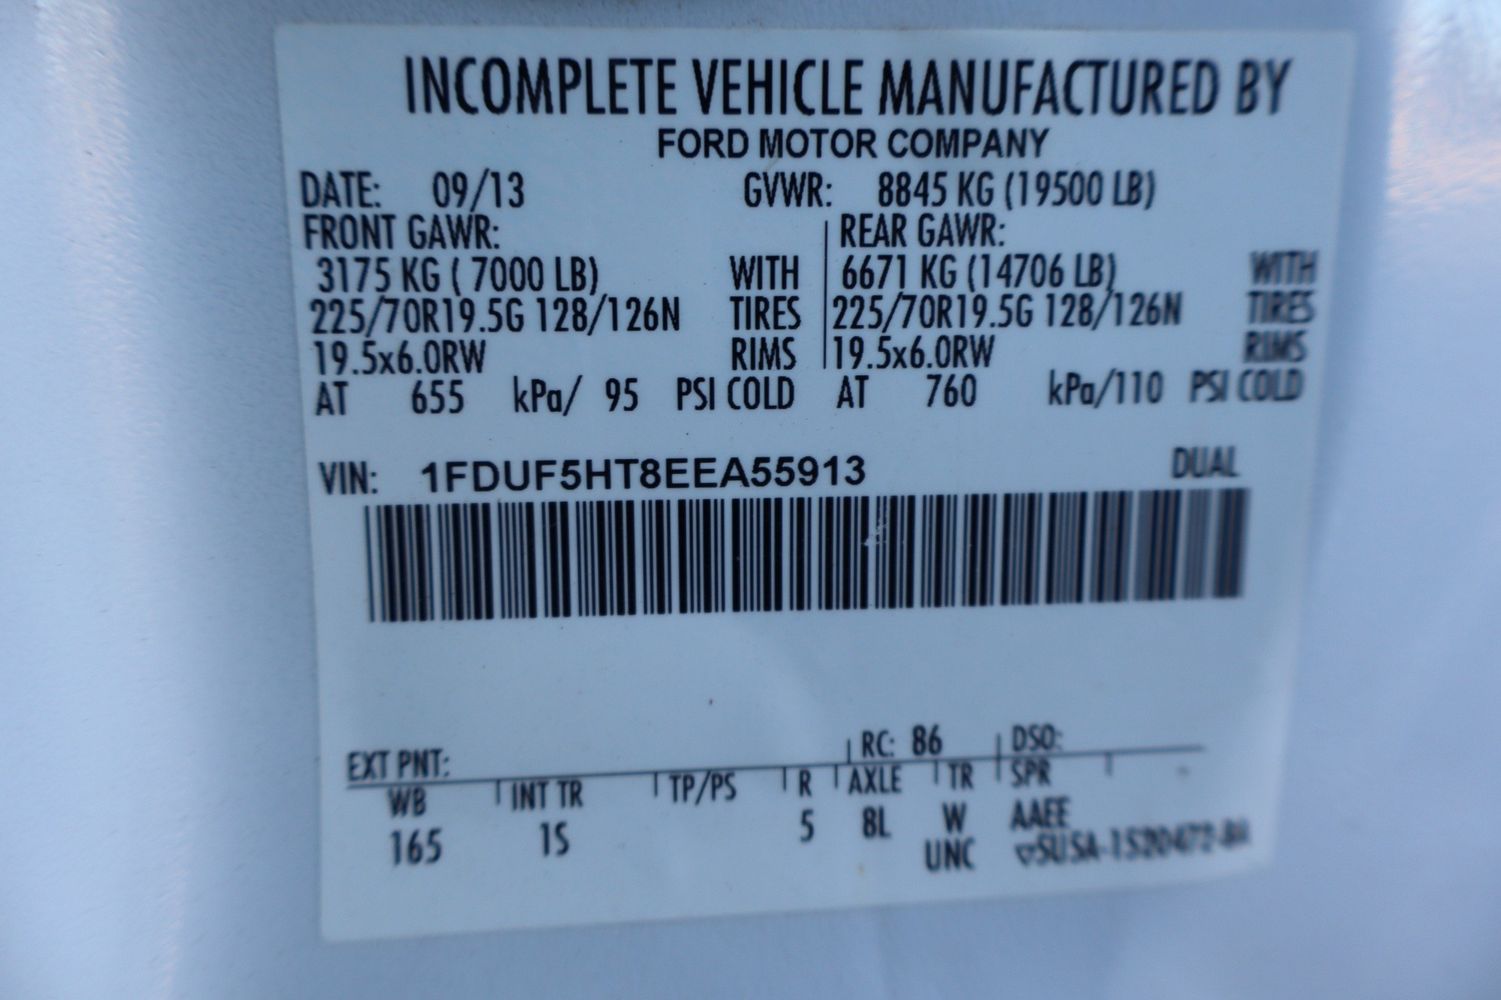 INCOMPLETE VEHICLE MANUFACTURED BY
FORD MOTOR COMPANY
DATE: 09/13 GVWR: 8845 KG (19500 LB)
FRONT GAWR: REAR GAWR:
3175 KG ( 7000 LB) WITH 6671 KG (14706 LB) WITH
225/70R19.5G 128/126N TIRES 225/70R19.5G 128/126N TIRES
19.5x6.0RW RIMS 19.5x6.0RW RIMS
AT 655 kPa/ 95 PSI COLD AT 760 kPa/110 PSI COLD
VIN: 1FDUF5HT8EEA55913 DUAL
EXT PNT: RC: 86 DSO:
WB INT TR TP/PS R AXLE TR SPR
165 1S 5 8L W AAEE
UNC